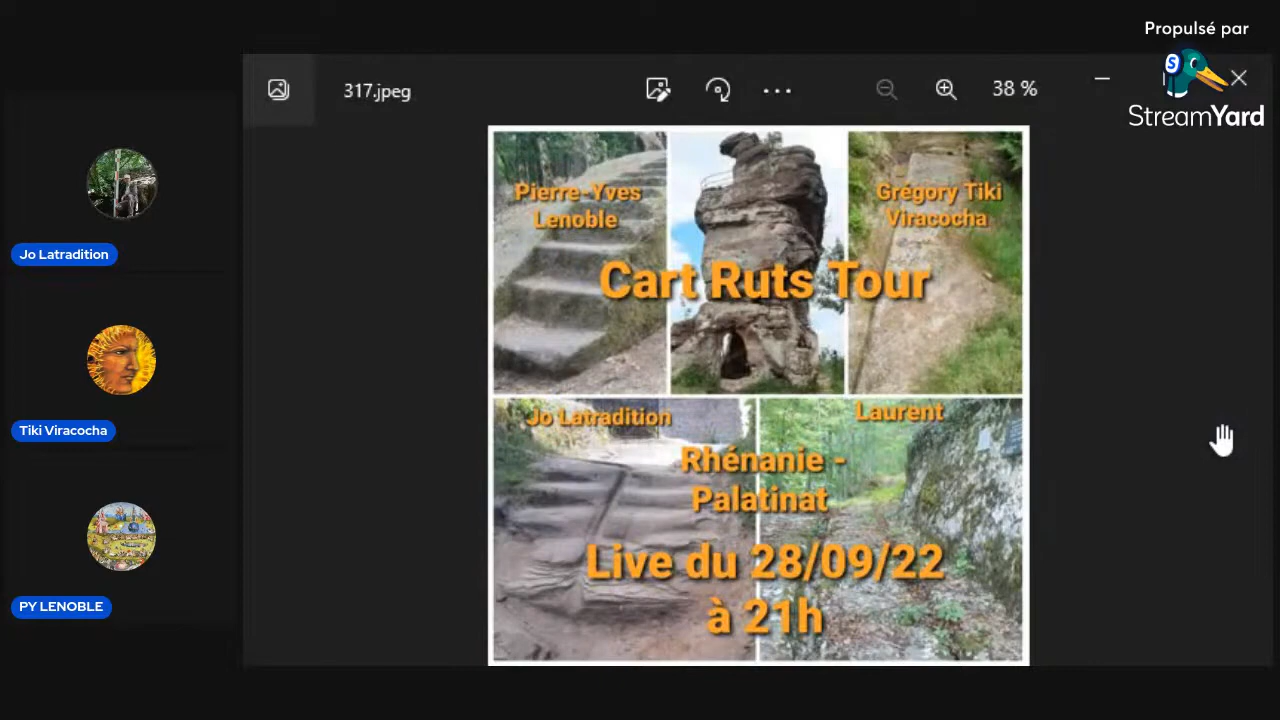 Propulsé par
StreamYard
317.jpeg
38 %
Jo Latradition
Tiki Viracocha
PY LENOBLE
Pierre-Yves
Lenoble
Grégory Tiki
Viracocha
Cart Ruts Tour
Jo Latradition
Laurent
Rhénanie -
Palatinat
Live du 28/09/22
à 21h